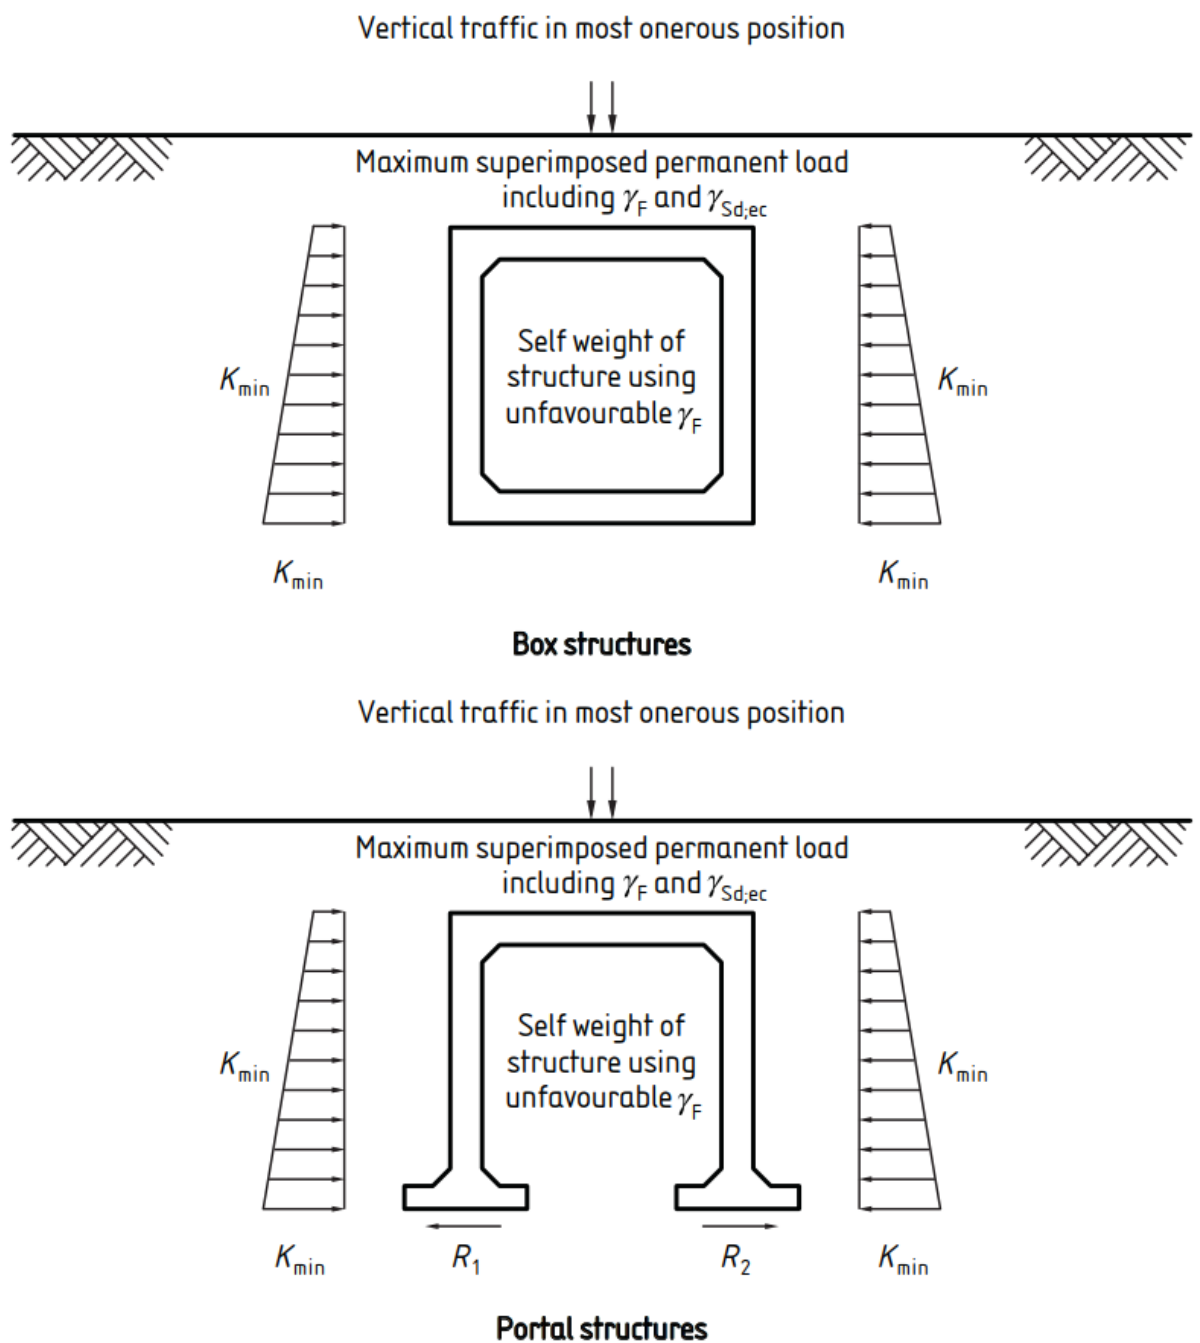 Vertical traffic in most onerous position
Maximum superimposed permanent load
including γF and γSd;ec
Self weight of
structure using
unfavourable γF
Kmin
Kmin
Kmin
Kmin
Box structures
Vertical traffic in most onerous position
Maximum superimposed permanent load
including γF and γSd;ec
Self weight of
structure using
unfavourable γF
Kmin
Kmin
Kmin
R1
R2
Kmin
Portal structures